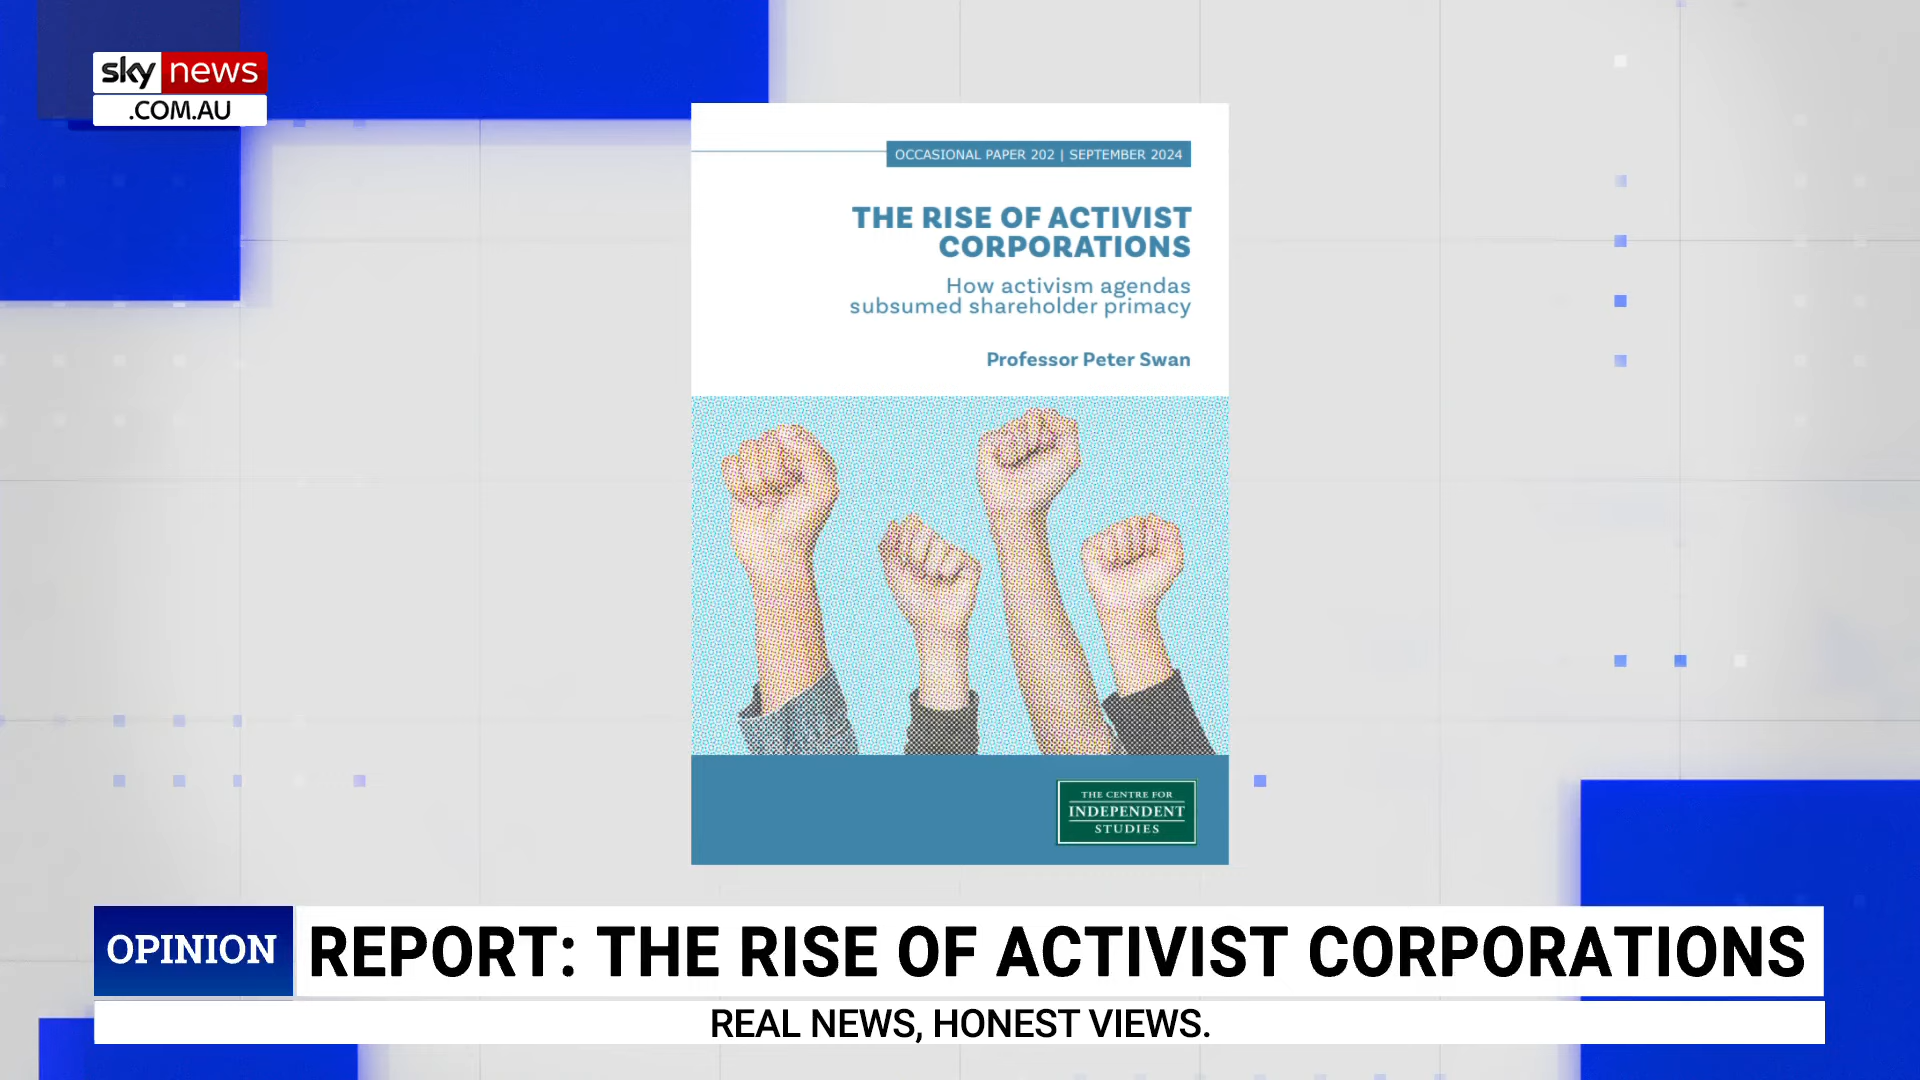 sky news
.COM.AU
OCCASIONAL PAPER 202 | SEPTEMBER 2024
THE RISE OF ACTIVIST
CORPORATIONS
How activism agendas
subsumed shareholder primacy
Professor Peter Swan
THE CENTRE FOR
INDEPENDENT
STUDIES
OPINION
REPORT: THE RISE OF ACTIVIST CORPORATIONS
REAL NEWS, HONEST VIEWS.